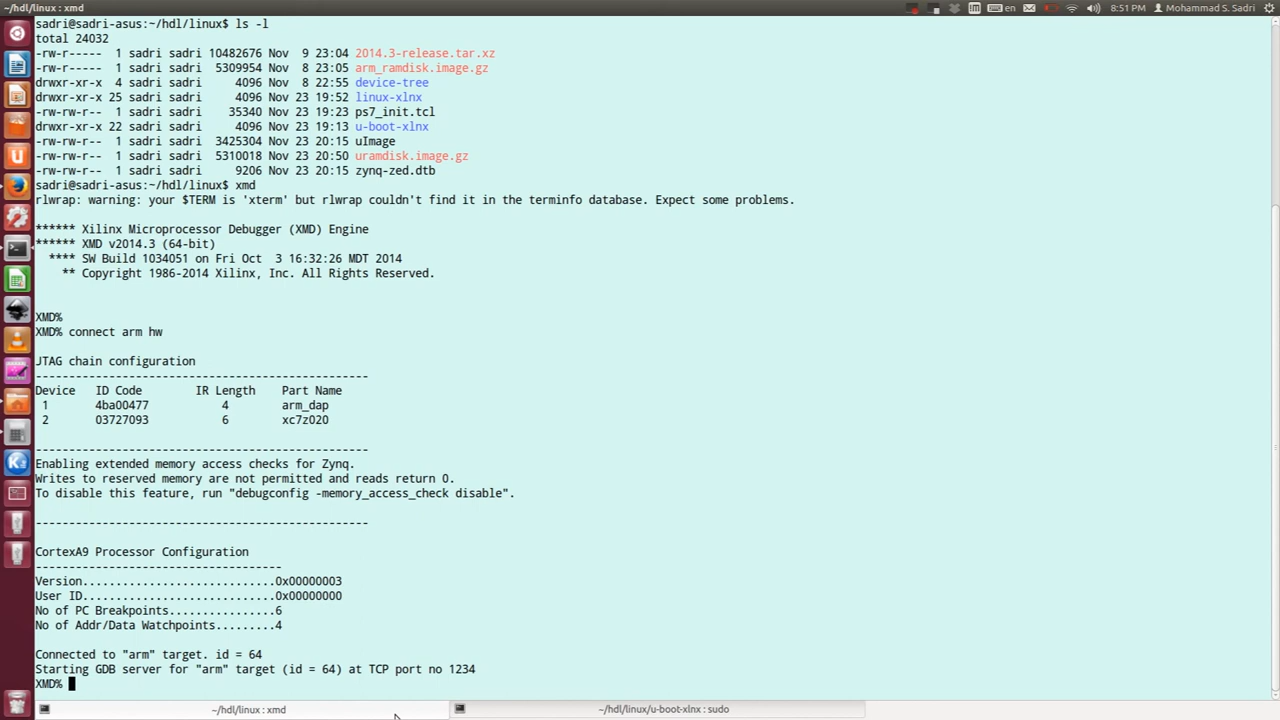 ~/hdl/linux : xmd
en
8:51 PM
Mohammad S. Sadri
sadri@sadri-asus:~/hdl/linux$ ls -l
total 24032
-rw-r----- 1 sadri sadri 10482676 Nov 9 23:04 2014.3-release.tar.xz
-rw-r----- 1 sadri sadri 5309954 Nov 8 23:05 arm_ramdisk.image.gz
drwxr-xr-x 4 sadri sadri 4096 Nov 8 22:55 device-tree
drwxr-xr-x 25 sadri sadri 4096 Nov 23 19:52 linux-xlnx
-rw-rw-r-- 1 sadri sadri 35340 Nov 23 19:23 ps7_init.tcl
drwxr-xr-x 22 sadri sadri 4096 Nov 23 19:13 u-boot-xlnx
-rw-rw-r-- 1 sadri sadri 3425304 Nov 23 20:15 uImage
-rw-rw-r-- 1 sadri sadri 5310018 Nov 23 20:50 uramdisk.image.gz
-rw-rw-r-- 1 sadri sadri 9206 Nov 23 20:15 zynq-zed.dtb
sadri@sadri-asus:~/hdl/linux$ xmd
rlwrap: warning: your $TERM is 'xterm' but rlwrap couldn't find it in the terminfo database. Expect some problems.
****** Xilinx Microprocessor Debugger (XMD) Engine
****** XMD v2014.3 (64-bit)
**** SW Build 1034051 on Fri Oct 3 16:32:26 MDT 2014
** Copyright 1986-2014 Xilinx, Inc. All Rights Reserved.
XMD%
XMD% connect arm hw
JTAG chain configuration
--------------------------------------------------
Device ID Code IR Length Part Name
1 4ba00477 4 arm_dap
2 03727093 6 xc7z020
--------------------------------------------------
Enabling extended memory access checks for Zynq.
Writes to reserved memory are not permitted and reads return 0.
To disable this feature, run "debugconfig -memory_access_check disable".
--------------------------------------------------
CortexA9 Processor Configuration
-------------------------------------
Version.............................0x00000003
User ID.............................0x00000000
No of PC Breakpoints................6
No of Addr/Data Watchpoints.........4
Connected to "arm" target. id = 64
Starting GDB server for "arm" target (id = 64) at TCP port no 1234
XMD%
~/hdl/linux : xmd
~/hdl/linux/u-boot-xlnx : sudo